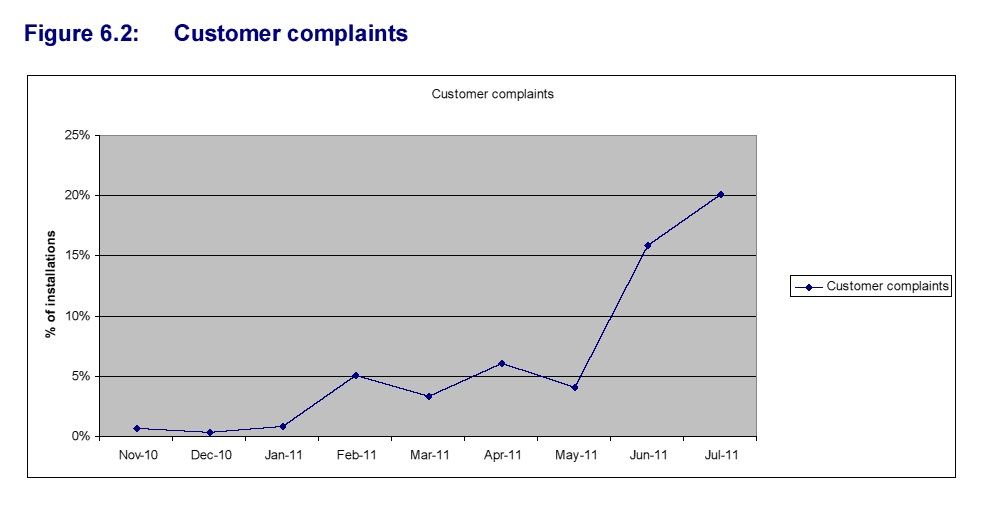 Figure 6.2: Customer complaints
Customer complaints
25%
20%
15%
10%
5%
0%
% of installations
Nov-10 Dec-10 Jan-11 Feb-11 Mar-11 Apr-11 May-11 Jun-11 Jul-11
Customer complaints